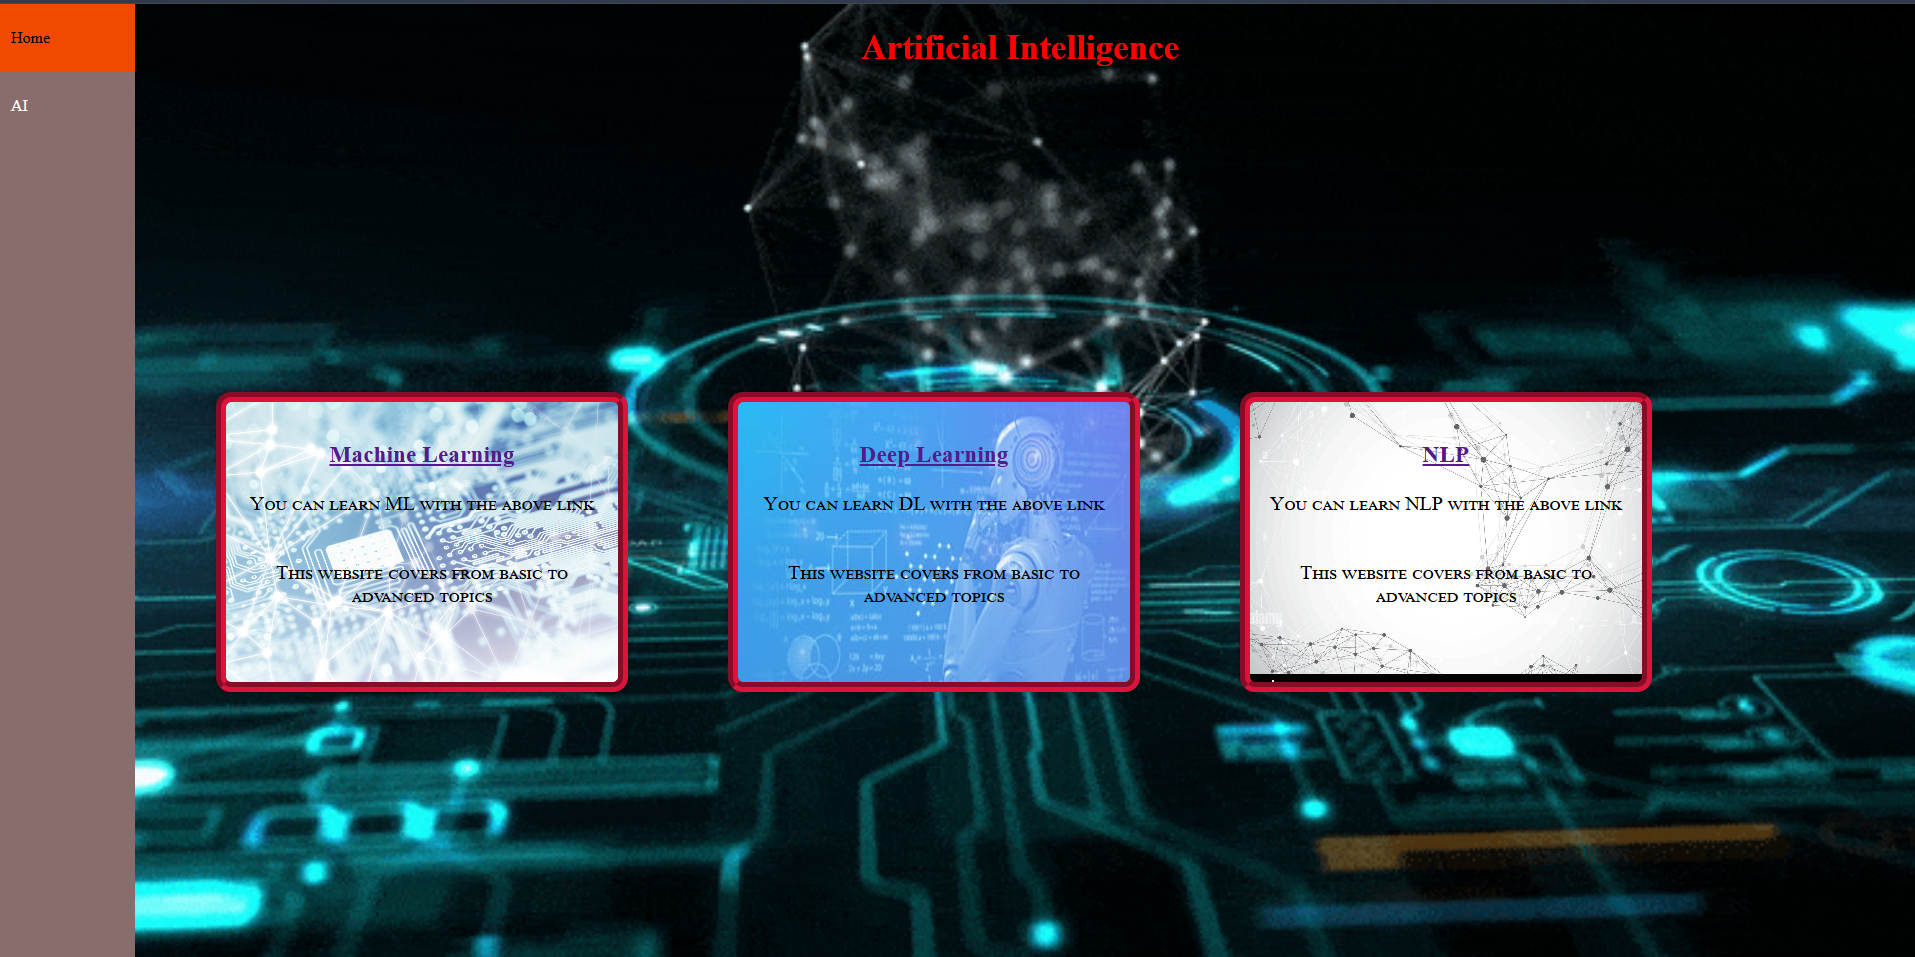 Home
AI
Artificial Intelligence
Machine Learning
You can learn ML with the above link
This website covers from basic to
advanced topics
Deep Learning
You can learn DL with the above link
This website covers from basic to
advanced topics
NLP
You can learn NLP with the above link
This website covers from basic to
advanced topics